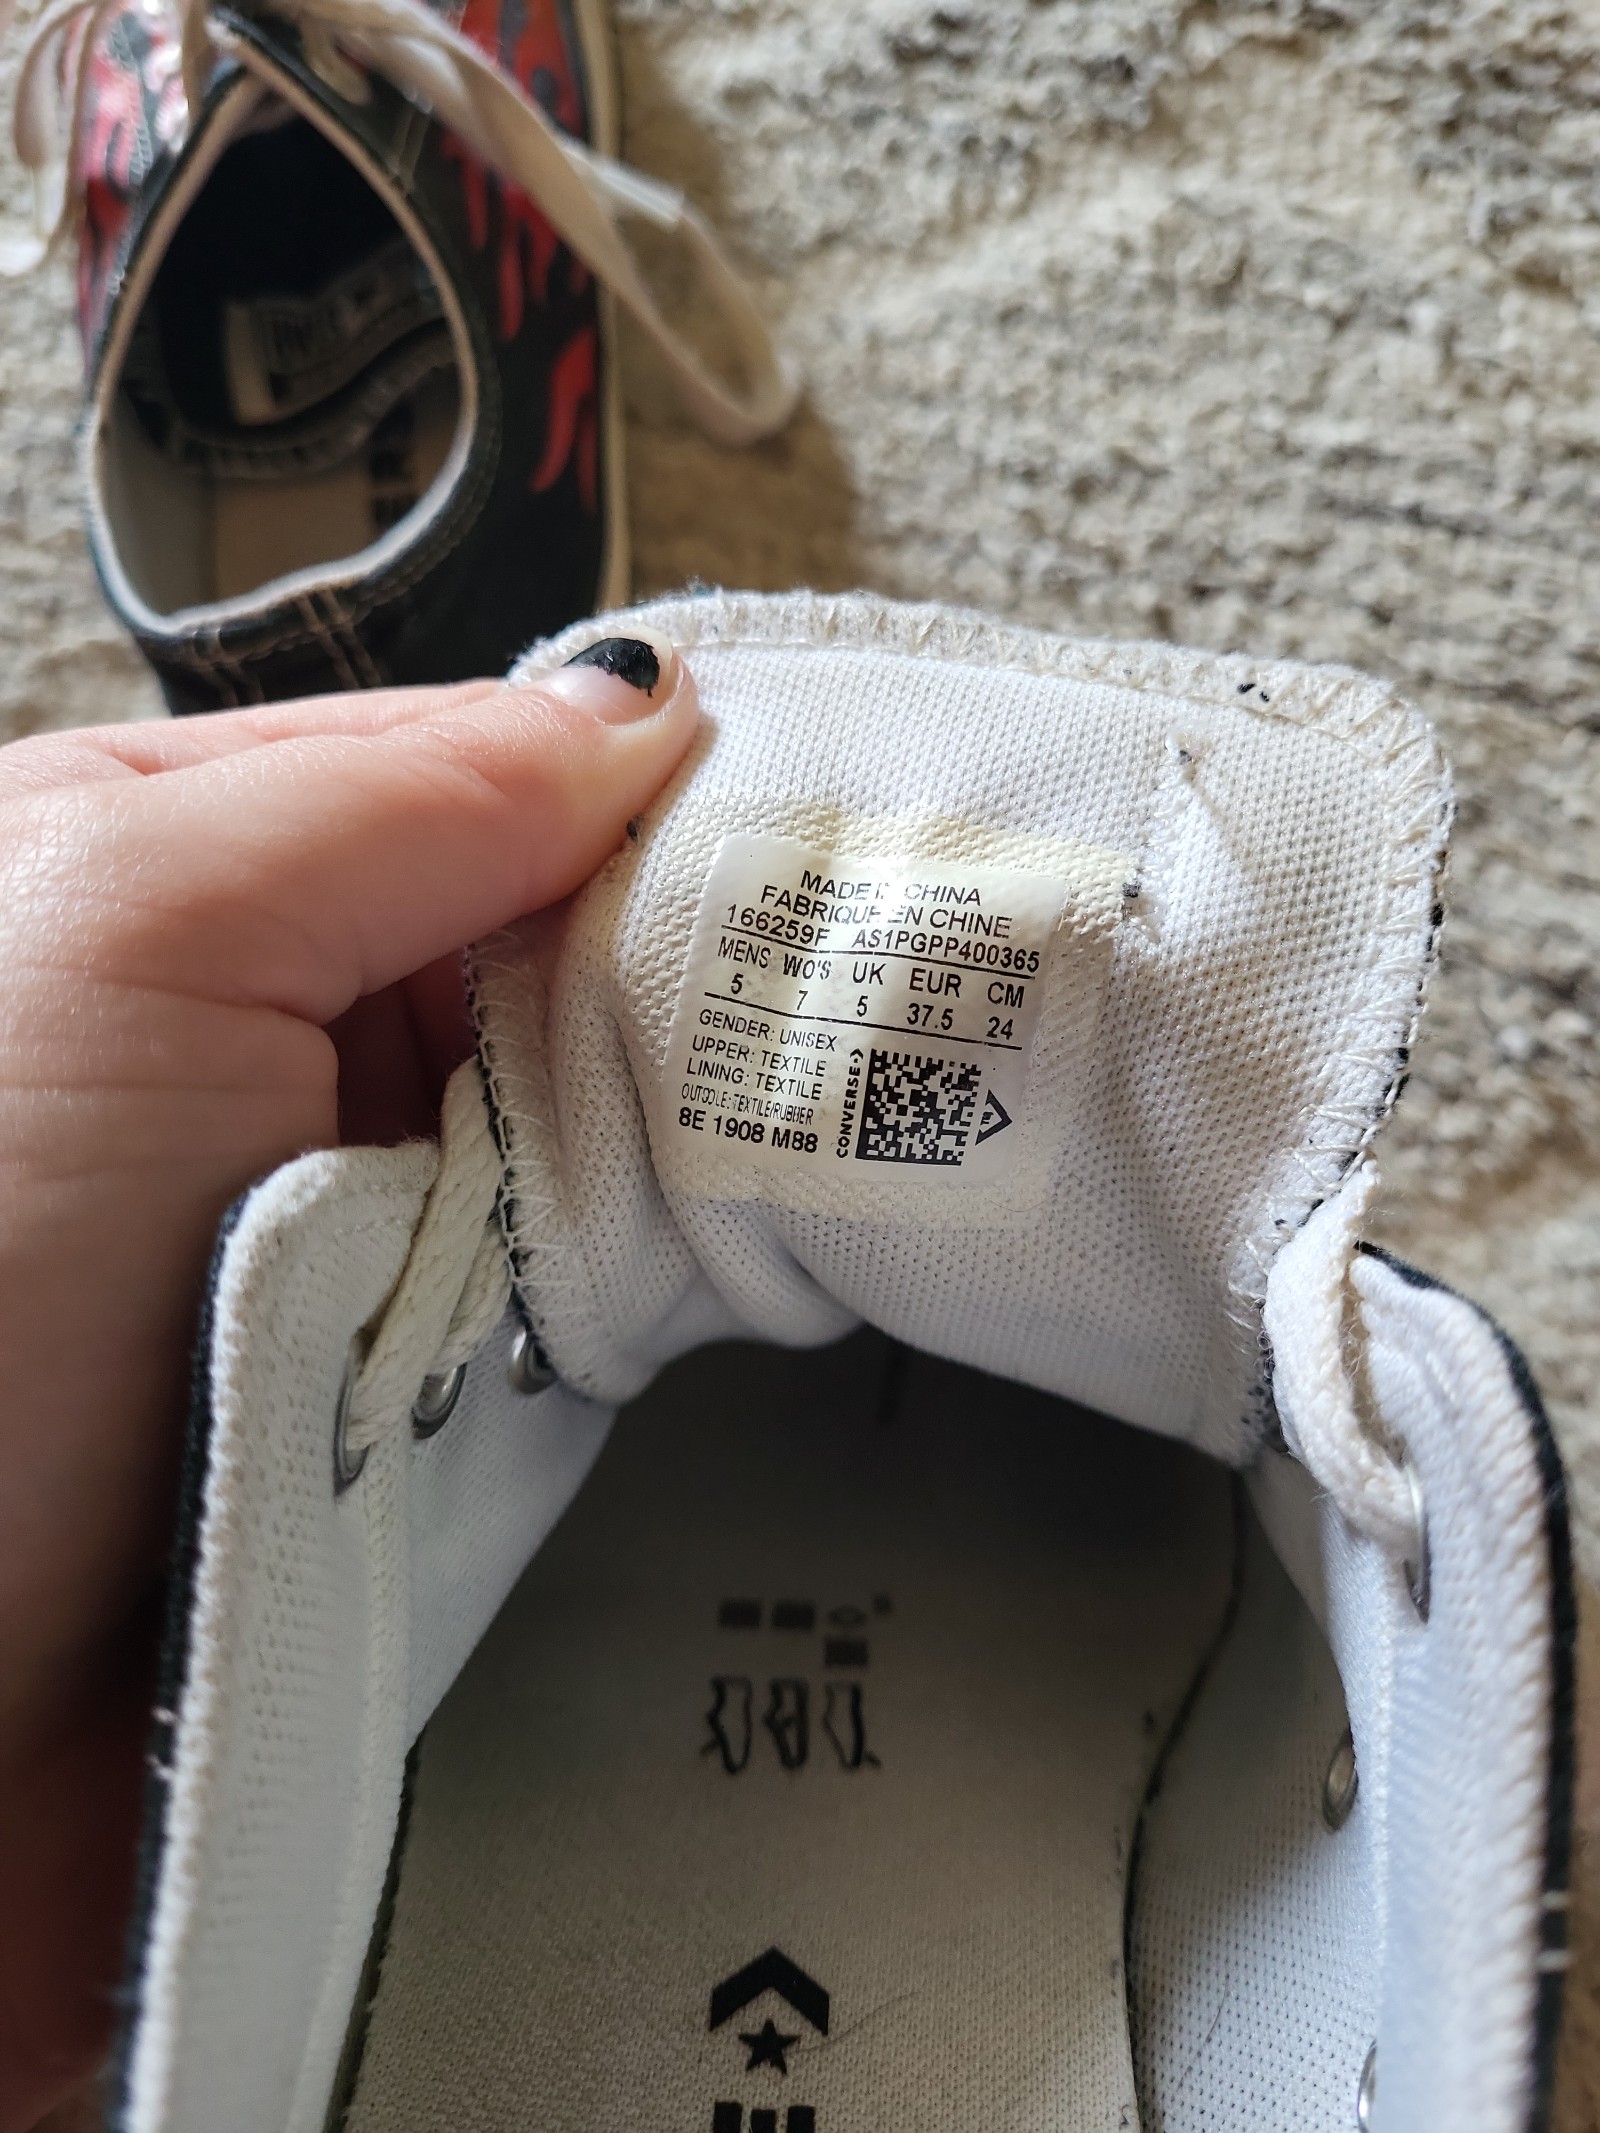 MADE IN CHINA
FABRIQUE EN CHINE
166259F AS1PGPP400365
MENS WO'S UK EUR CM
5 7 5 37.5 24
GENDER: UNISEX
UPPER: TEXTILE
LINING: TEXTILE
OUTSOLE: TEXTILE/RUBBER
8E 1908 M88
CONVERSE